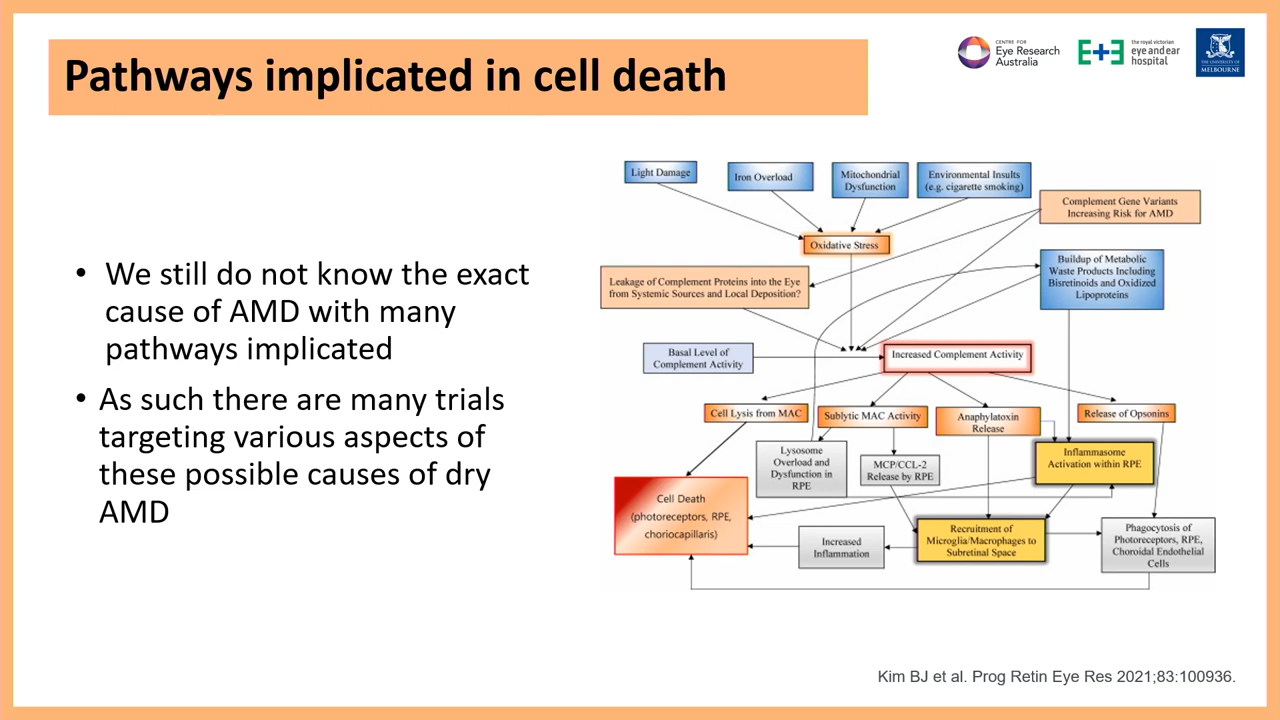 Pathways implicated in cell death
CENTRE FOR
Eye Research
Australia
the royal victorian
eye and ear
hospital
THE UNIVERSITY OF
MELBOURNE
• We still do not know the exact
cause of AMD with many
pathways implicated
• As such there are many trials
targeting various aspects of
these possible causes of dry
AMD
Light Damage
Iron Overload
Mitochondrial
Dysfunction
Environmental Insults
(e.g. cigarette smoking)
Complement Gene Variants
Increasing Risk for AMD
Oxidative Stress
Leakage of Complement Proteins into the Eye
from Systemic Sources and Local Deposition?
Buildup of Metabolic
Waste Products Including
Bisretinoids and Oxidized
Lipoproteins
Basal Level of
Complement Activity
Increased Complement Activity
Cell Lysis from MAC
Sublytic MAC Activity
Anaphylatoxin
Release
Release of Opsonins
Lysosome
Overload and
Dysfunction in
RPE
MCP/CCL-2
Release by RPE
Inflammasome
Activation within RPE
Cell Death
(photoreceptors, RPE,
choriocapillaris)
Increased
Inflammation
Recruitment of
Microglia/Macrophages to
Subretinal Space
Phagocytosis of
Photoreceptors, RPE,
Choroidal Endothelial
Cells
Kim BJ et al. Prog Retin Eye Res 2021;83:100936.